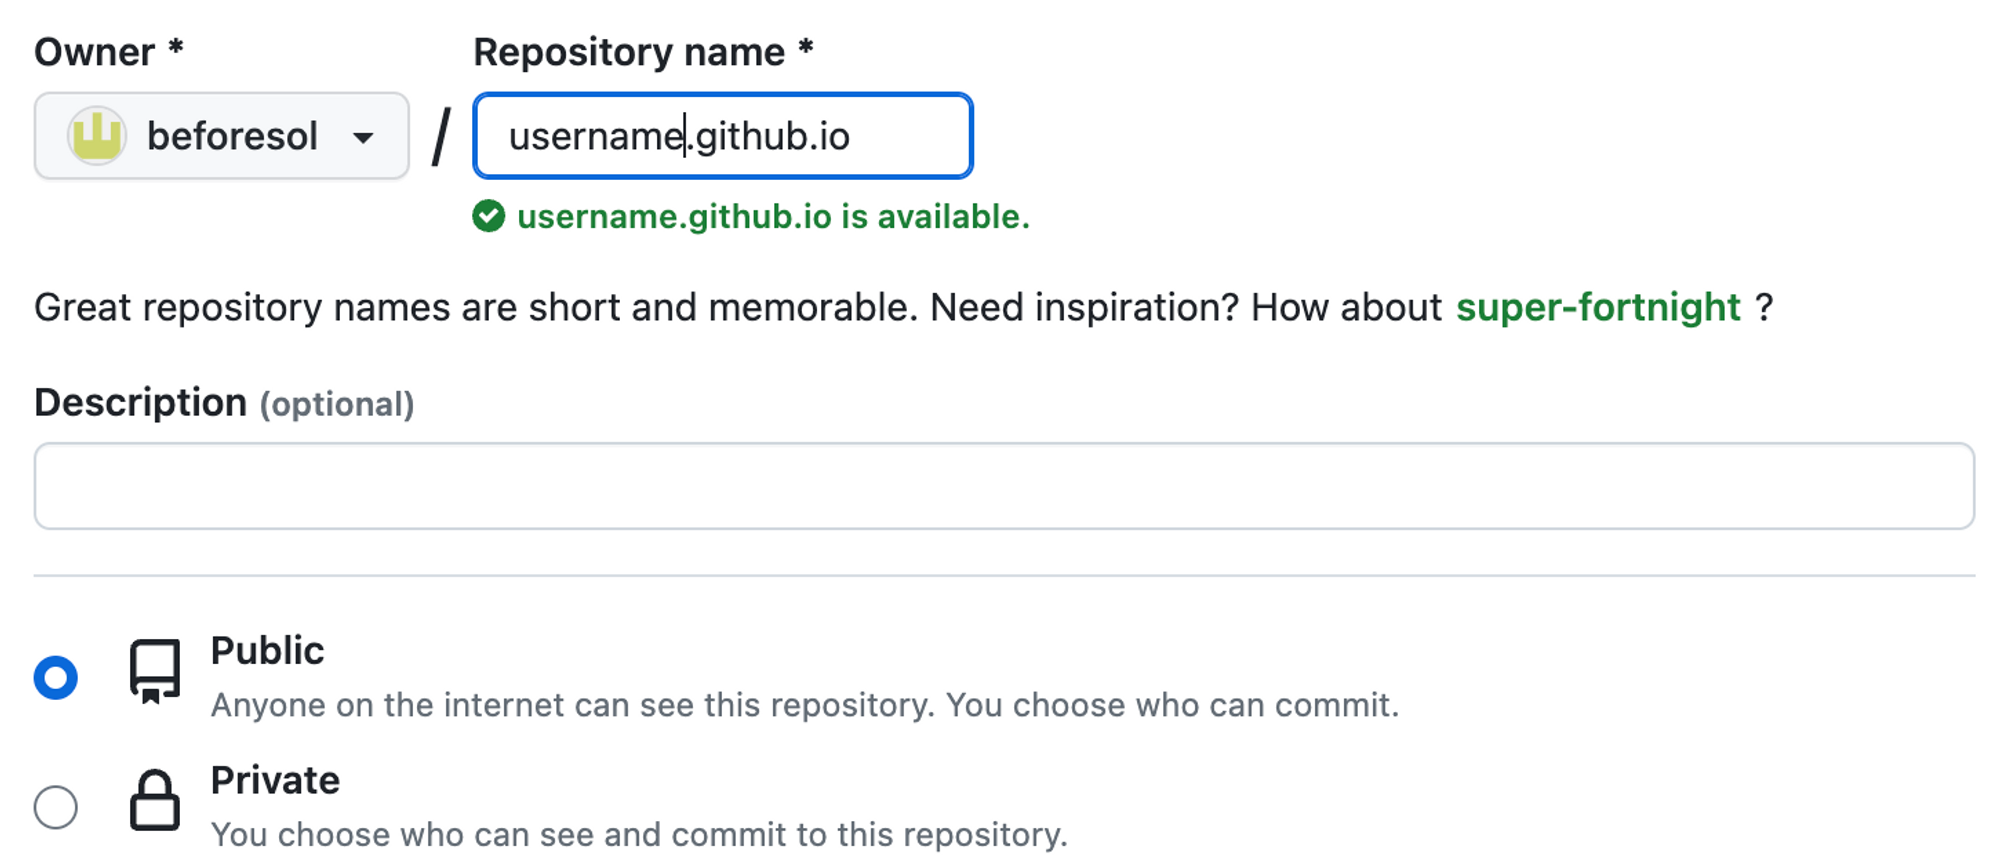 Owner *
Repository name *
beforesol
/
username.github.io
username.github.io is available.
Great repository names are short and memorable. Need inspiration? How about super-fortnight ?
Description (optional)
Public
Anyone on the internet can see this repository. You choose who can commit.
Private
You choose who can see and commit to this repository.